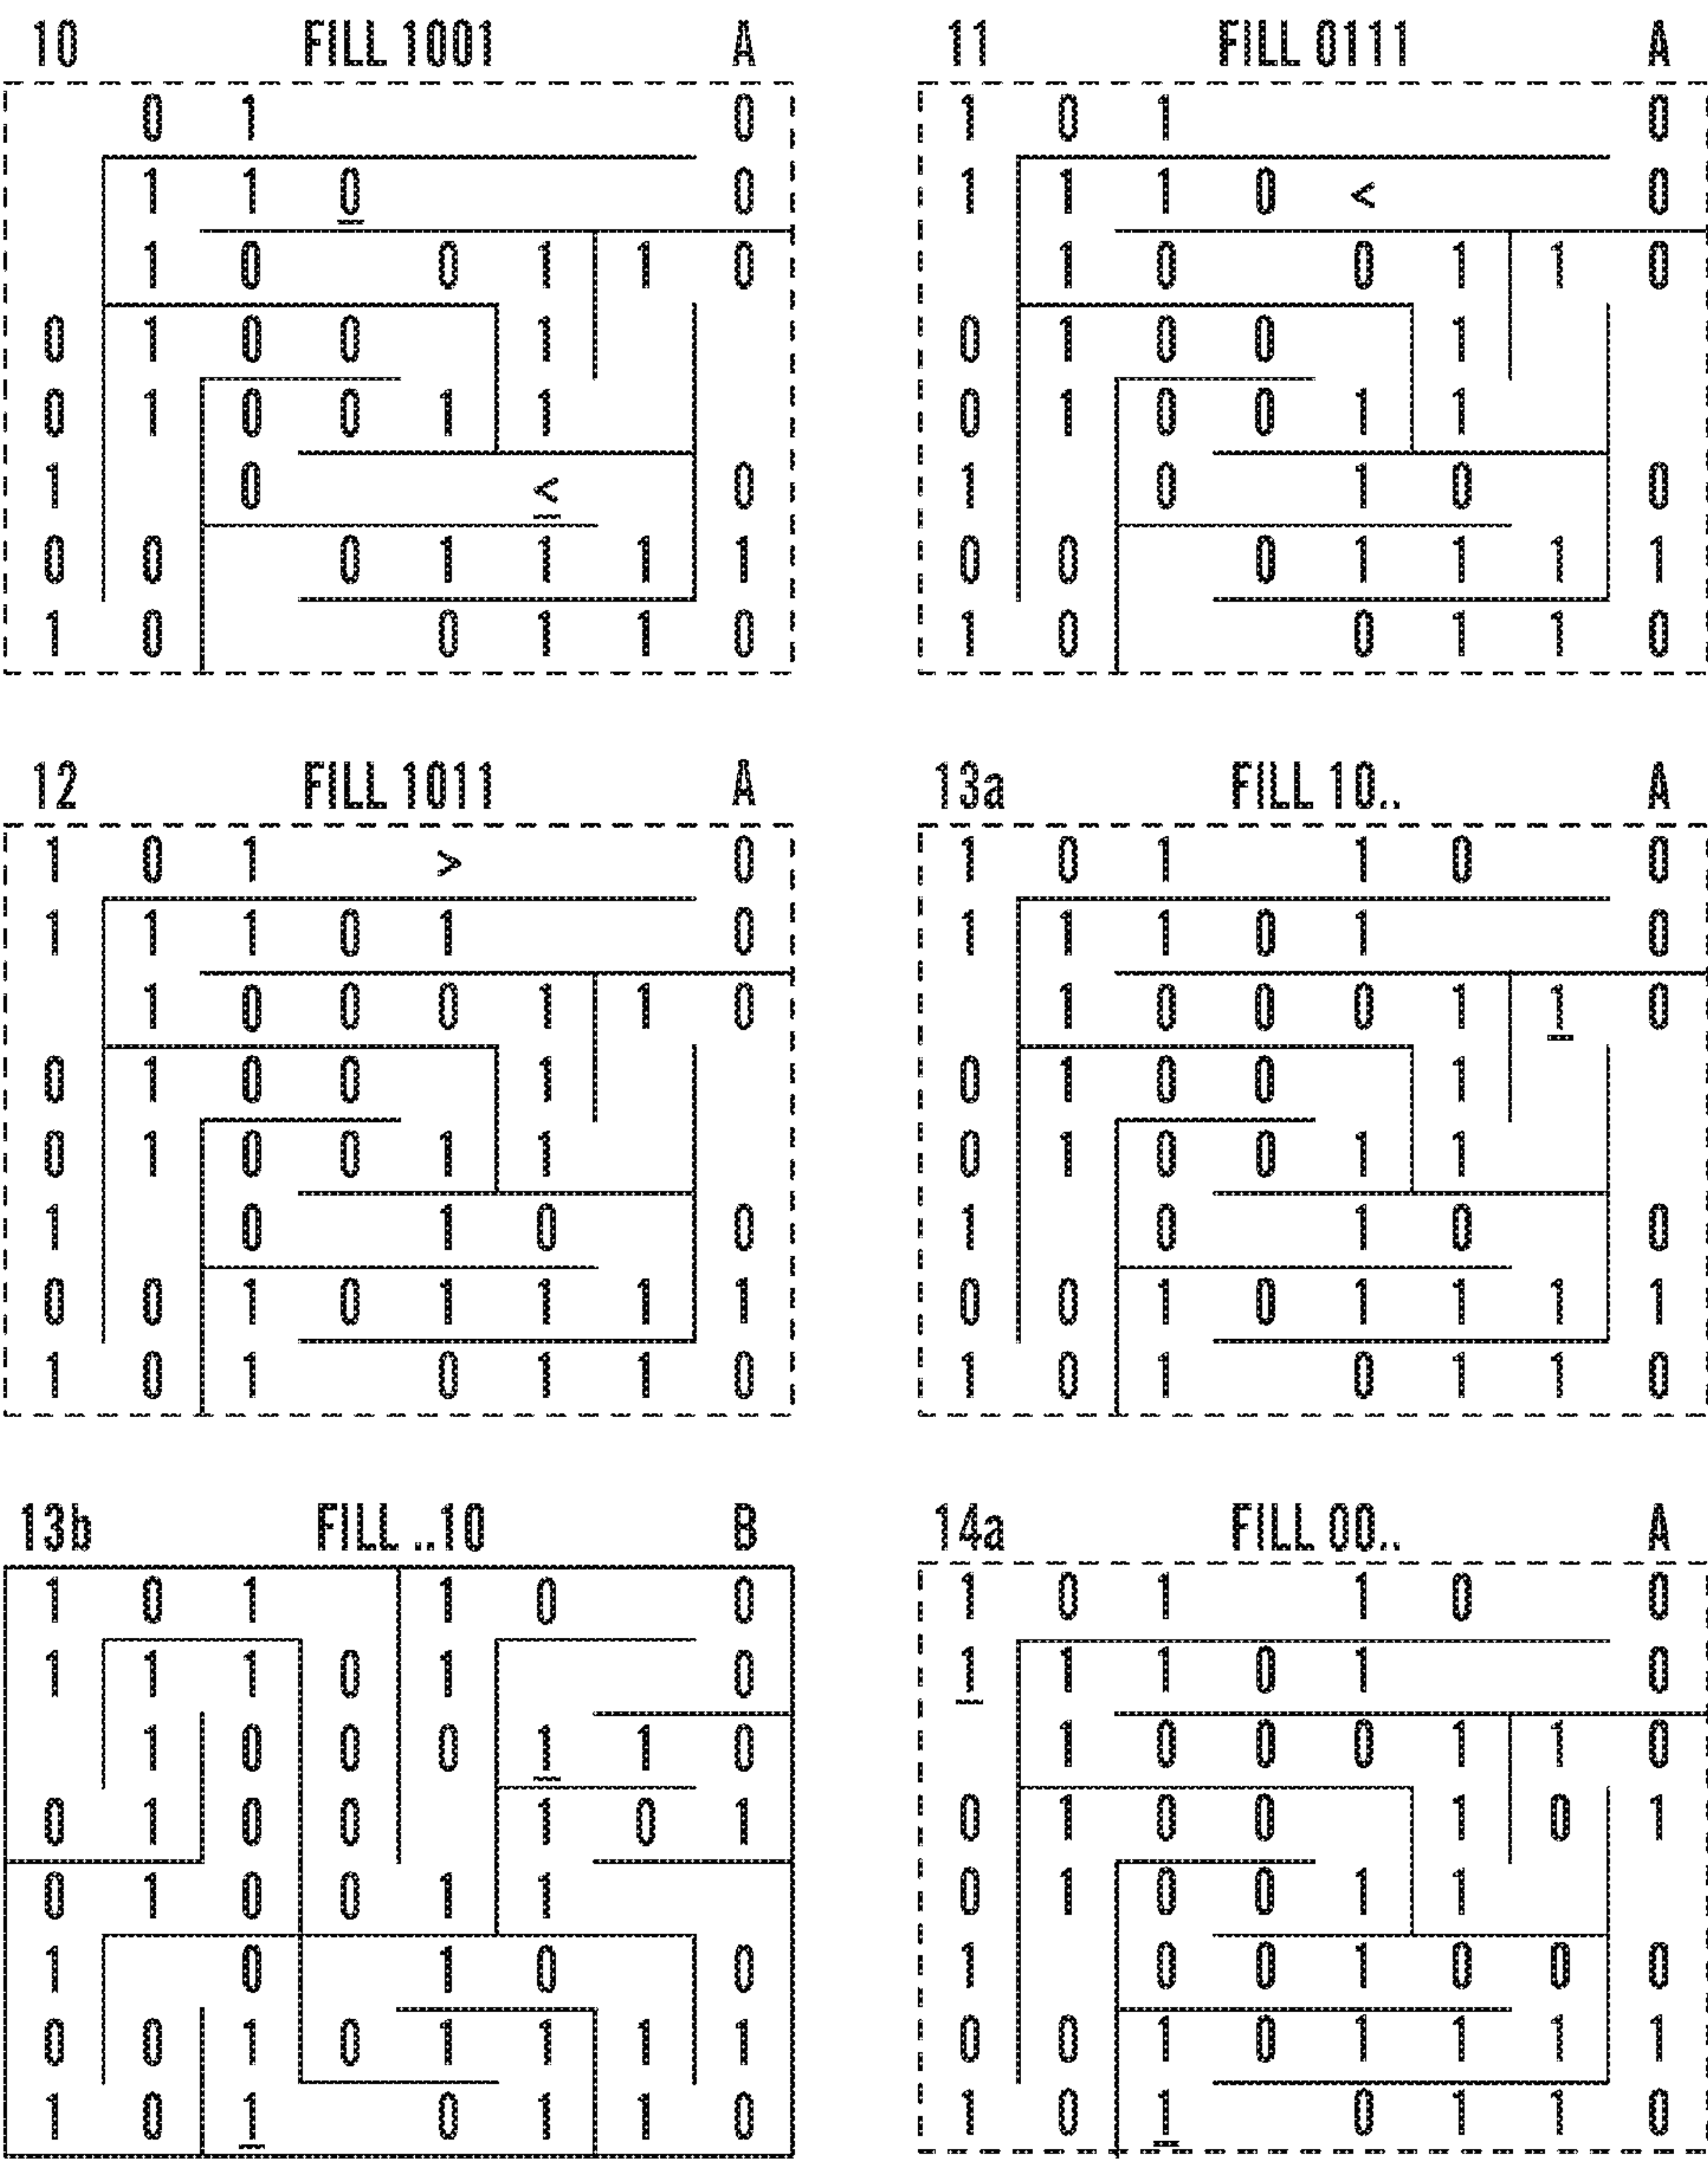 10 FILL 1001 A
0 1 0
1 1 0 0
1 0 0 1 1 0
0 1 0 0 1
0 1 0 0 1 1
1 0 < 0
0 0 0 1 1 1 1
1 0 0 1 1 0
11 FILL 0111 A
1 0 1 0
1 1 1 0 < 0
1 0 0 1 1 0
0 1 0 0 1
0 1 0 0 1 1
1 0 1 0 0
0 0 0 1 1 1 1
1 0 0 1 1 0
12 FILL 1011 A
1 0 1 > 0
1 1 1 0 1 0
1 0 0 0 1 1 0
0 1 0 0 1
0 1 0 0 1 1
1 0 1 0 0
0 0 1 0 1 1 1 1
1 0 1 0 1 1 0
13a FILL 10.. A
1 0 1 1 0 0
1 1 1 0 1 0
1 0 0 0 1 1 0
0 1 0 0 1
0 1 0 0 1 1
1 0 1 0 0
0 0 1 0 1 1 1 1
1 0 1 0 1 1 0
13b FILL ..10 B
1 0 1 1 0 0
1 1 1 0 1 0
1 0 0 0 1 1 0
0 1 0 0 1 0 1
0 1 0 0 1 1
1 0 1 0 0
0 0 1 0 1 1 1 1
1 0 1 0 1 1 0
14a FILL 00.. A
1 0 1 1 0 0
1 1 1 0 1 0
1 0 0 0 1 1 0
0 1 0 0 1 0 1
0 1 0 0 1 1
1 0 0 1 0 0 0
0 0 1 0 1 1 1 1
1 0 1 0 1 1 0